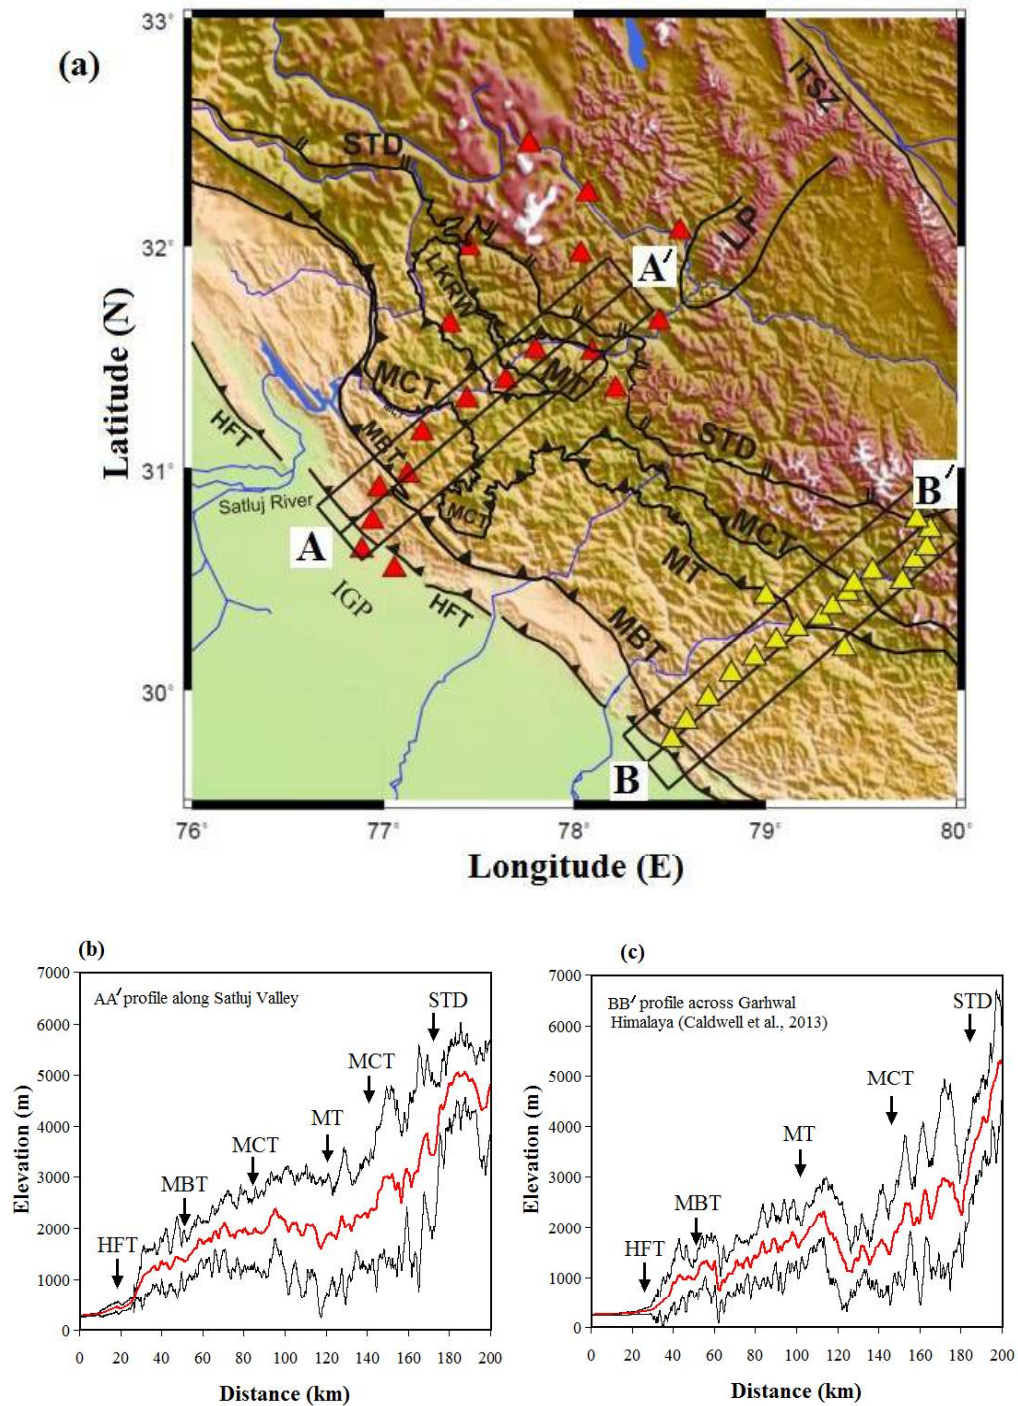 (a)
33°
32°
31°
30°
Latitude (N)
STD
ITSZ
LP
A′
LKRW
MCT
MT
MBT
HFT
STD
B′
Satluj River
MCT
MCT
A
MT
IGP
HFT
MBT
B
76°
77°
78°
79°
80°
Longitude (E)
(b)
AA′ profile along Satluj Valley
STD
MCT
MT
MCT
MBT
HFT
7000
6000
5000
4000
3000
2000
1000
0
Elevation (m)
0 20 40 60 80 100 120 140 160 180 200
Distance (km)
(c)
BB′ profile across Garhwal
Himalaya (Caldwell et al., 2013)
STD
MCT
MT
MBT
HFT
7000
6000
5000
4000
3000
2000
1000
0
Elevation (m)
0 20 40 60 80 100 120 140 160 180 200
Distance (km)